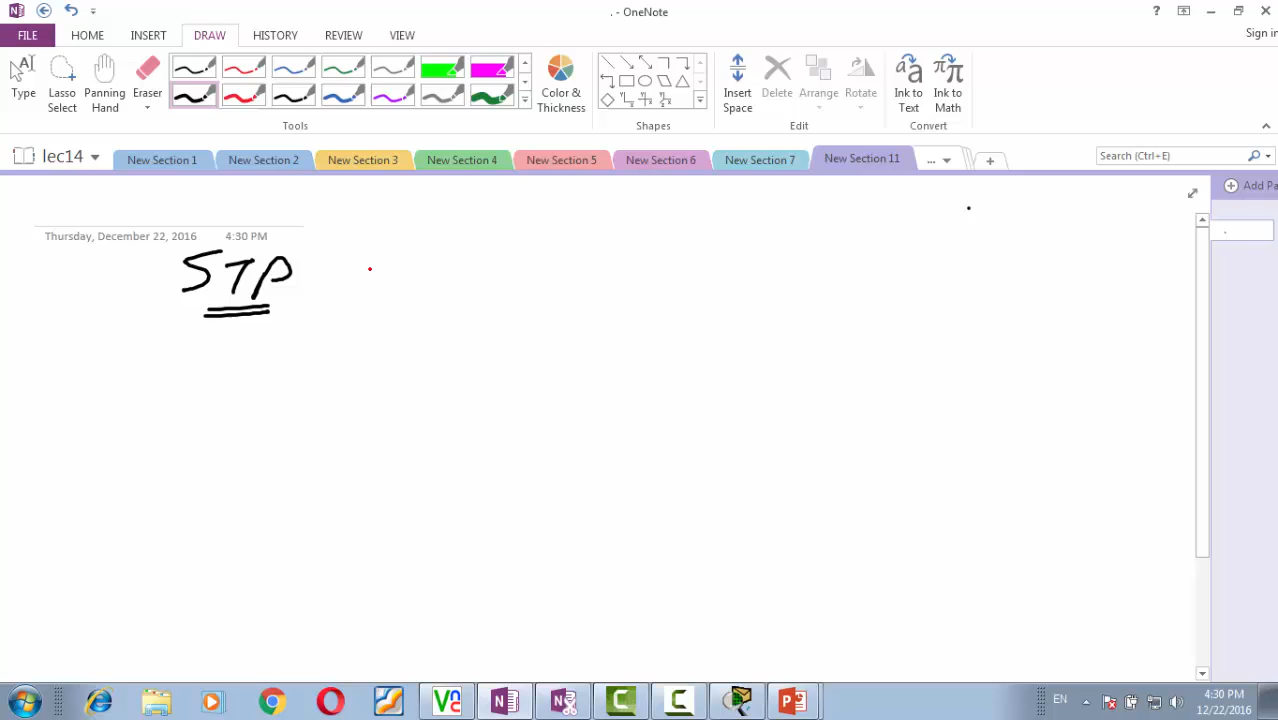 . - OneNote
?
FILE HOME INSERT DRAW HISTORY REVIEW VIEW
Sign in
Type
Lasso Select
Panning Hand
Eraser
Color & Thickness
Insert Space
Delete
Arrange
Rotate
Ink to Text
Ink to Math
Tools Shapes Edit Convert
lec14 New Section 1 New Section 2 New Section 3 New Section 4 New Section 5 New Section 6 New Section 7 New Section 11 ...
Search (Ctrl+E)
Add Pa
Thursday, December 22, 2016 4:30 PM
STP
EN
4:30 PM
12/22/2016